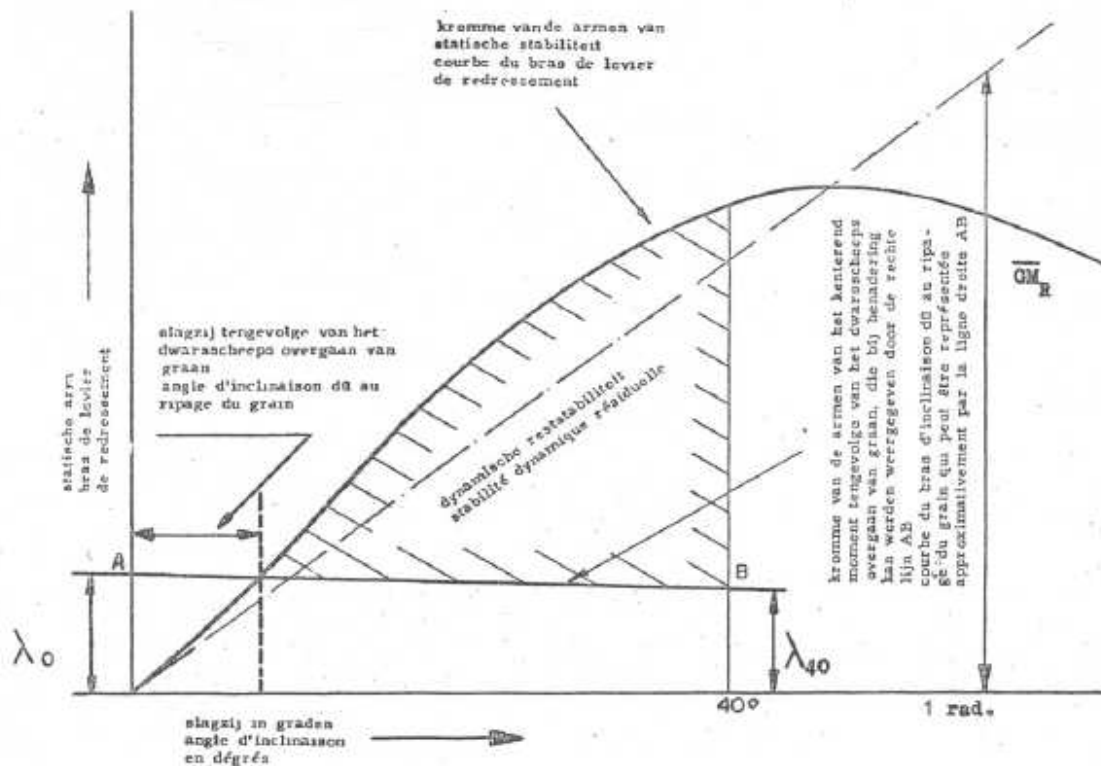 kromme van de armen van
statische stabiliteit
courbe du bras de levier
de redressement
statische arm
bras de levier
de redressement
slagzij tengevolge van het
dwarsscheeps overgaan van
graan
angle d'inclinaison dû au
ripage du grain
dynamische restabiliteit
stabilité dynamique résiduelle
kromme van de armen van het kenterend
moment tengevolge van het dwarsscheeps
overgaan van graan, die bij benadering
kan worden weergegeven door de rechte
lijn AB
courbe du bras d'inclinaison dû au ripa-
ge du grain qui peut être représentée
approximativement par la ligne droite AB
GM R
A
B
λ0
λ40
40°
1 rad.
slagzij in graden
angle d'inclinaison
en dégrés